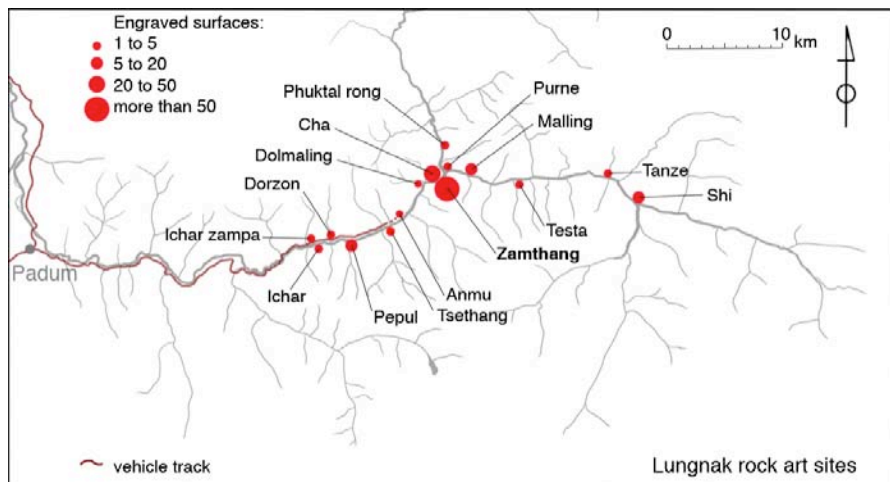 Engraved surfaces:
1 to 5
5 to 20
20 to 50
more than 50
0 10
km
Phuktal rong
Purne
Cha
Malling
Dolmaling
Tanze
Dorzon
Shi
Ichar zampa
Testa
Padum
Zamthang
Ichar
Anmu
Pepul
Tsethang
vehicle track
Lungnak rock art sites